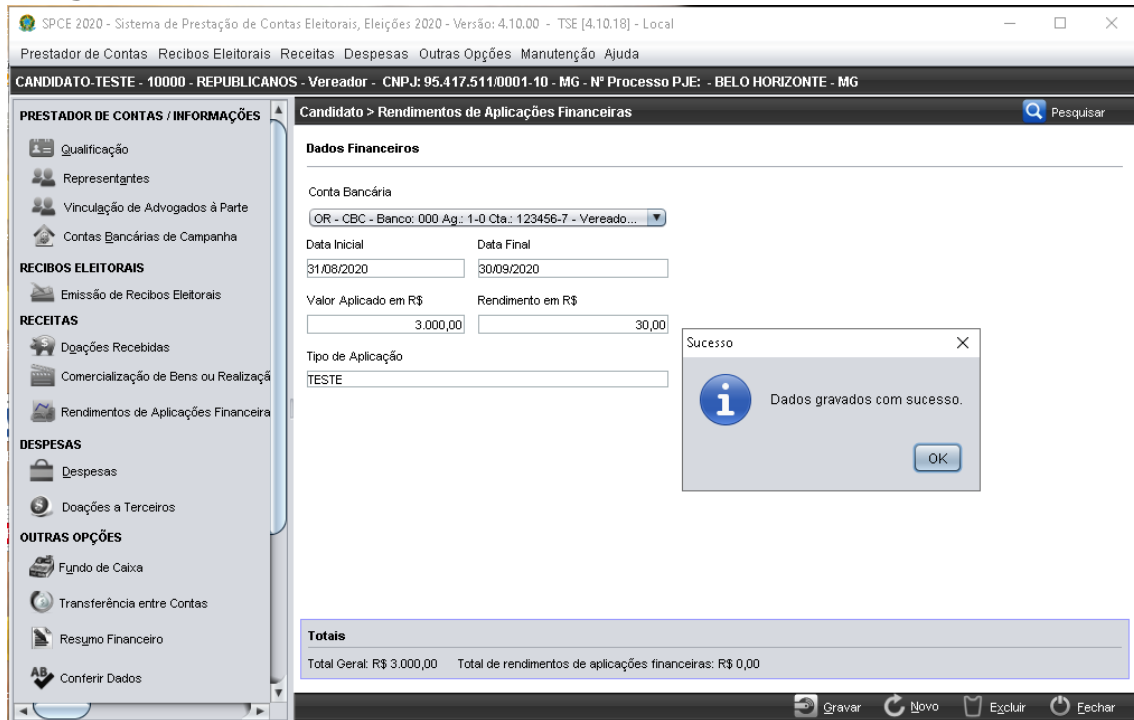 SPCE 2020 - Sistema de Prestação de Contas Eleitorais, Eleições 2020 - Versão: 4.10.00 - TSE [4.10.18] - Local
Prestador de Contas Recibos Eleitorais Receitas Despesas Outras Opções Manutenção Ajuda
CANDIDATO-TESTE - 10000 - REPUBLICANOS - Vereador - CNPJ: 95.417.511/0001-10 - MG - Nº Processo PJE: - BELO HORIZONTE - MG
PRESTADOR DE CONTAS / INFORMAÇÕES
Qualificação
Representantes
Vinculação de Advogados à Parte
Contas Bancárias de Campanha
RECIBOS ELEITORAIS
Emissão de Recibos Eleitorais
RECEITAS
Doações Recebidas
Comercialização de Bens ou Realizaçã
Rendimentos de Aplicações Financeira
DESPESAS
Despesas
Doações a Terceiros
OUTRAS OPÇÕES
Fundo de Caixa
Transferência entre Contas
Resumo Financeiro
AB
Conferir Dados
Candidato > Rendimentos de Aplicações Financeiras
Pesquisar
Dados Financeiros
Conta Bancária
OR - CBC - Banco: 000 Ag.: 1-0 Cta.: 123456-7 - Veread...
Data Inicial Data Final
31/08/2020 30/09/2020
Valor Aplicado em R$ Rendimento em R$
3.000,00 30,00
Tipo de Aplicação
TESTE
Sucesso
Dados gravados com sucesso.
OK
Totais
Total Geral: R$ 3.000,00 Total de rendimentos de aplicações financeiras: R$ 0,00
Gravar Novo Excluir Fechar